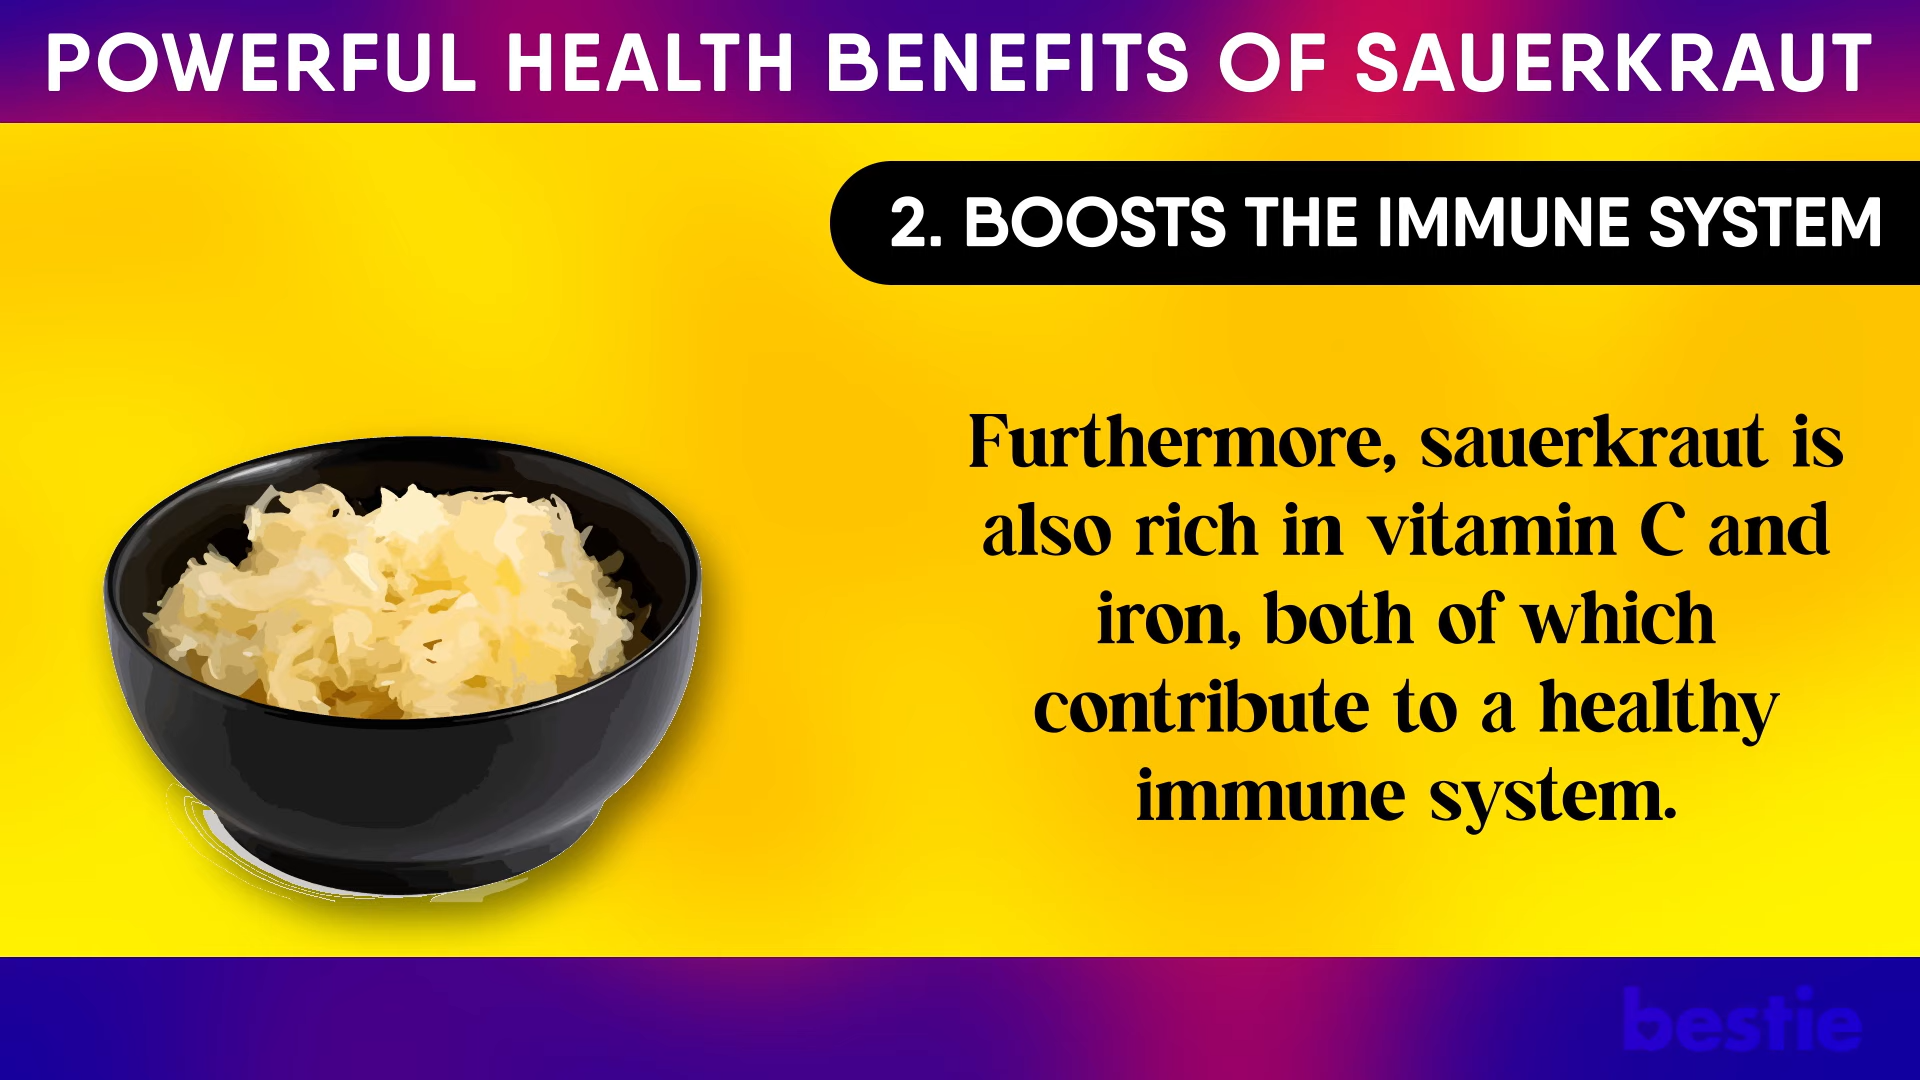 POWERFUL HEALTH BENEFITS OF SAUERKRAUT
2. BOOSTS THE IMMUNE SYSTEM
Furthermore, sauerkraut is
also rich in vitamin C and
iron, both of which
contribute to a healthy
immune system.
bestie